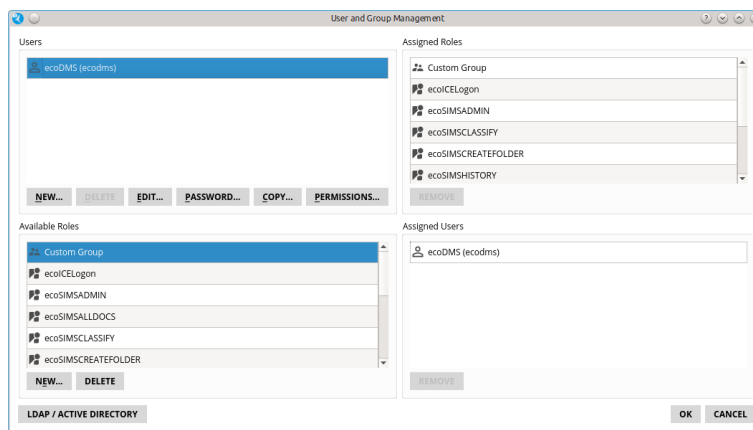 User and Group Management
Users
ecoDMS (ecodms)
NEW... DELETE EDIT... PASSWORD... COPY... PERMISSIONS...
Assigned Roles
Custom Group
ecoICELogon
ecoSIMSADMIN
ecoSIMSCLASSIFY
ecoSIMSCREATEFOLDER
ecoSIMSHISTORY
REMOVE
Available Roles
Custom Group
ecoICELogon
ecoSIMSADMIN
ecoSIMSALLDOCS
ecoSIMSCLASSIFY
ecoSIMSCREATEFOLDER
NEW... DELETE
Assigned Users
ecoDMS (ecodms)
REMOVE
LDAP / ACTIVE DIRECTORY
OK CANCEL